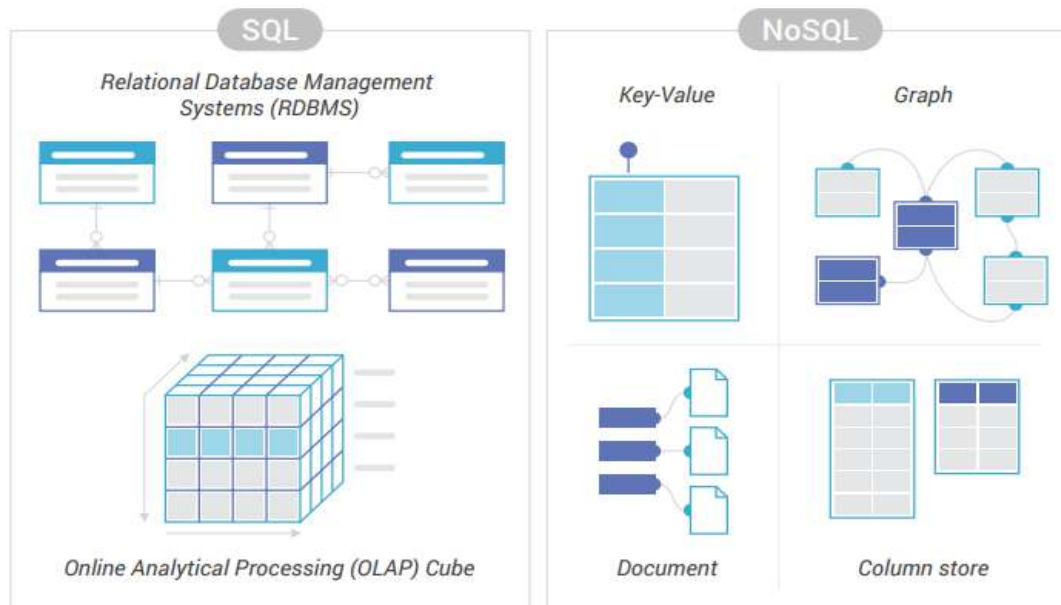 SQL
Relational Database Management
Systems (RDBMS)
Online Analytical Processing (OLAP) Cube
NoSQL
Key-Value
Graph
Document
Column store